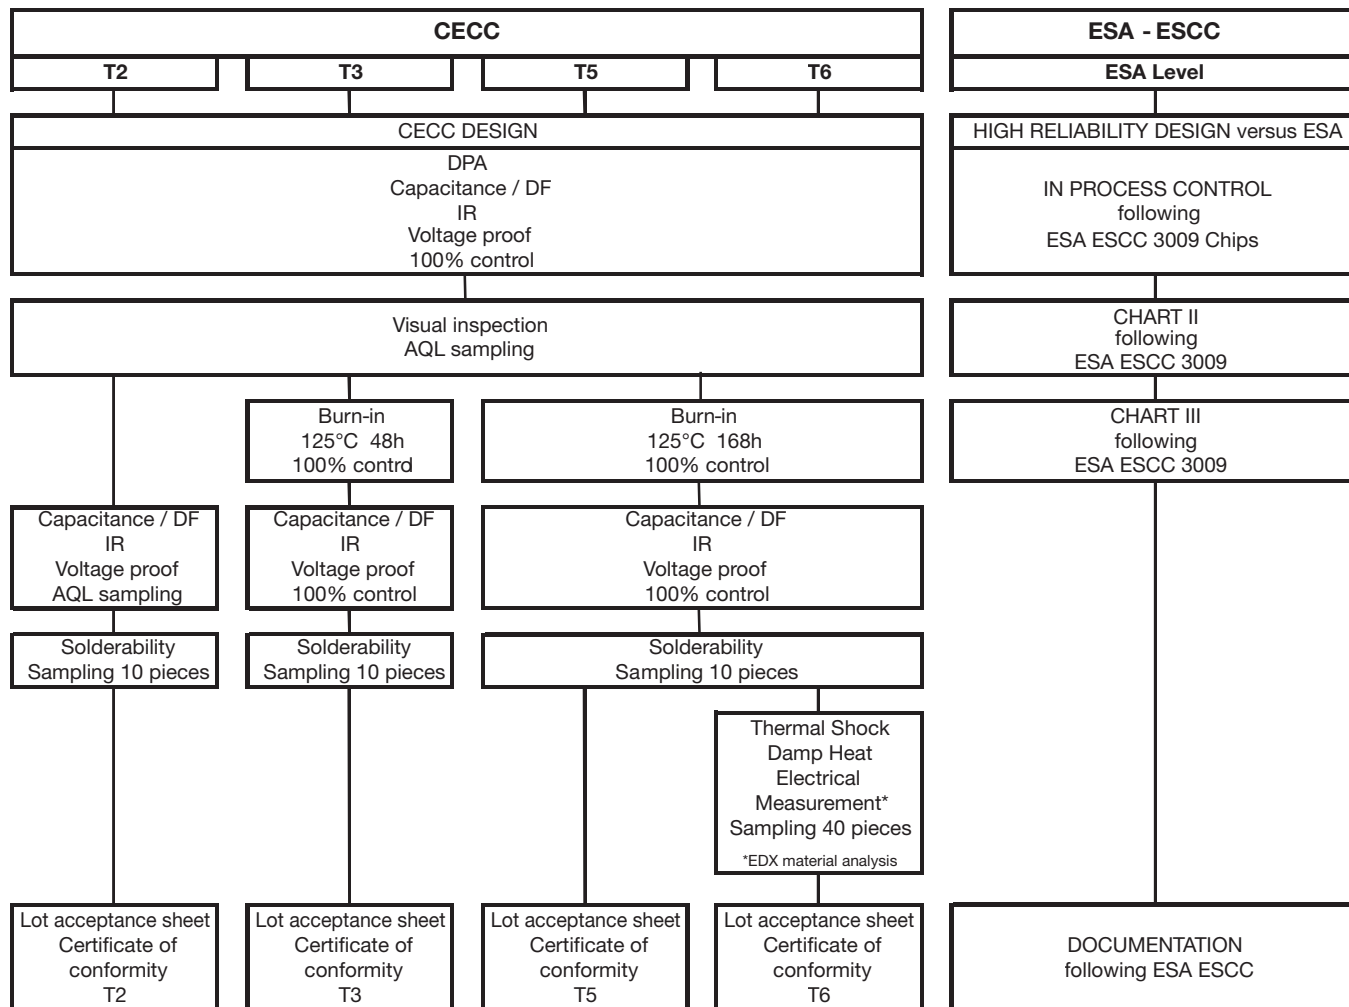 CECC
T2
T3
T5
T6
CECC DESIGN
DPA
Capacitance / DF
IR
Voltage proof
100% control
Visual inspection
AQL sampling
Burn-in
125°C 48h
100% control
Burn-in
125°C 168h
100% control
Capacitance / DF
IR
Voltage proof
AQL sampling
Capacitance / DF
IR
Voltage proof
100% control
Capacitance / DF
IR
Voltage proof
100% control
Solderability
Sampling 10 pieces
Solderability
Sampling 10 pieces
Solderability
Sampling 10 pieces
Thermal Shock
Damp Heat
Electrical
Measurement*
Sampling 40 pieces
*EDX material analysis
Lot acceptance sheet
Certificate of
conformity
T2
Lot acceptance sheet
Certificate of
conformity
T3
Lot acceptance sheet
Certificate of
conformity
T5
Lot acceptance sheet
Certificate of
conformity
T6
ESA - ESCC
ESA Level
HIGH RELIABILITY DESIGN versus ESA
IN PROCESS CONTROL
following
ESA ESCC 3009 Chips
CHART II
following
ESA ESCC 3009
CHART III
following
ESA ESCC 3009
DOCUMENTATION
following ESA ESCC